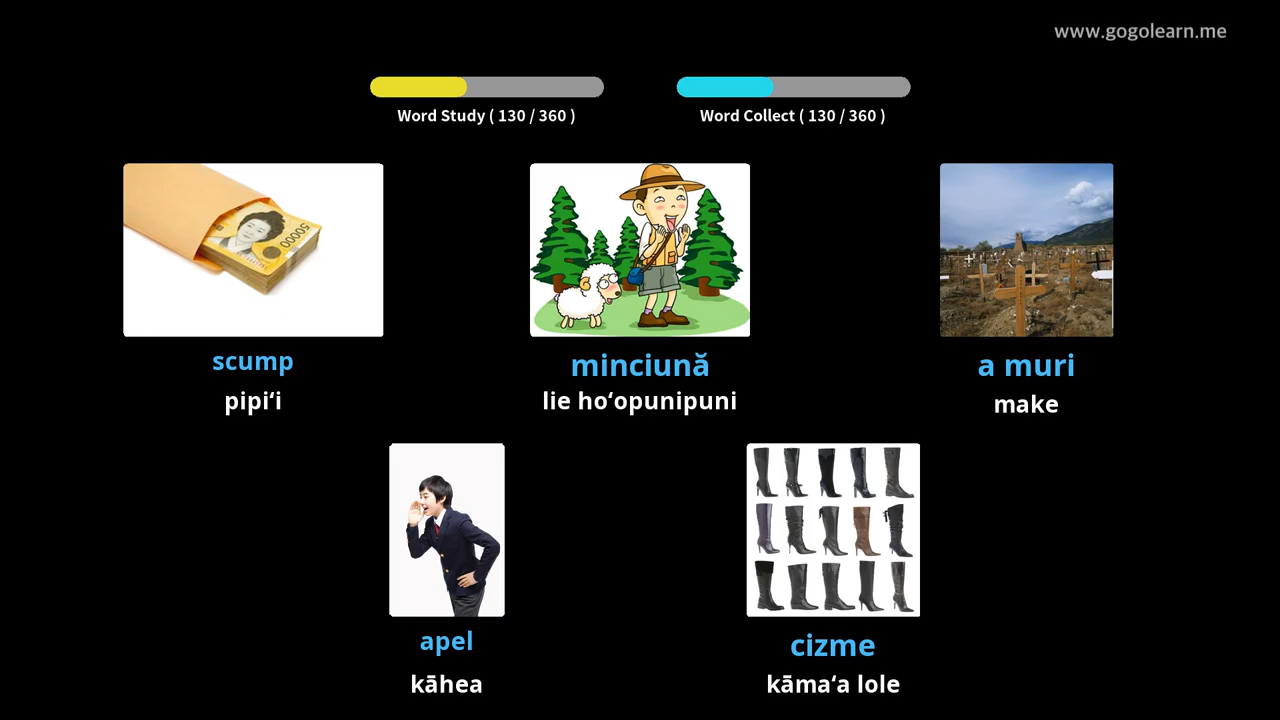 www.gogolearn.me
Word Study ( 130 / 360 )
Word Collect ( 130 / 360 )
50000
scump
pipiʻi
minciună
lie hoʻopunipuni
a muri
make
apel
kāhea
cizme
kāmaʻa lole